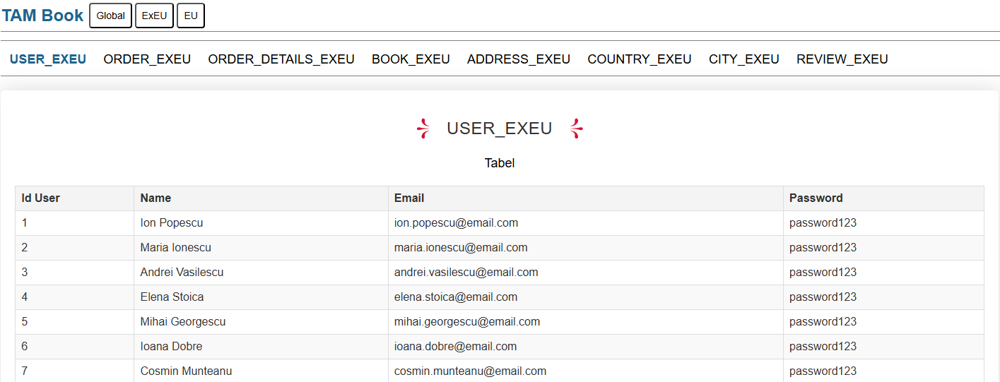 TAM Book Global ExEU EU
USER_EXEU ORDER_EXEU ORDER_DETAILS_EXEU BOOK_EXEU ADDRESS_EXEU COUNTRY_EXEU CITY_EXEU REVIEW_EXEU
USER_EXEU
Tabel
Id User Name Email Password
1 Ion Popescu ion.popescu@email.com password123
2 Maria Ionescu maria.ionescu@email.com password123
3 Andrei Vasilescu andrei.vasilescu@email.com password123
4 Elena Stoica elena.stoica@email.com password123
5 Mihai Georgescu mihai.georgescu@email.com password123
6 Ioana Dobre ioana.dobre@email.com password123
7 Cosmin Munteanu cosmin.munteanu@email.com password123